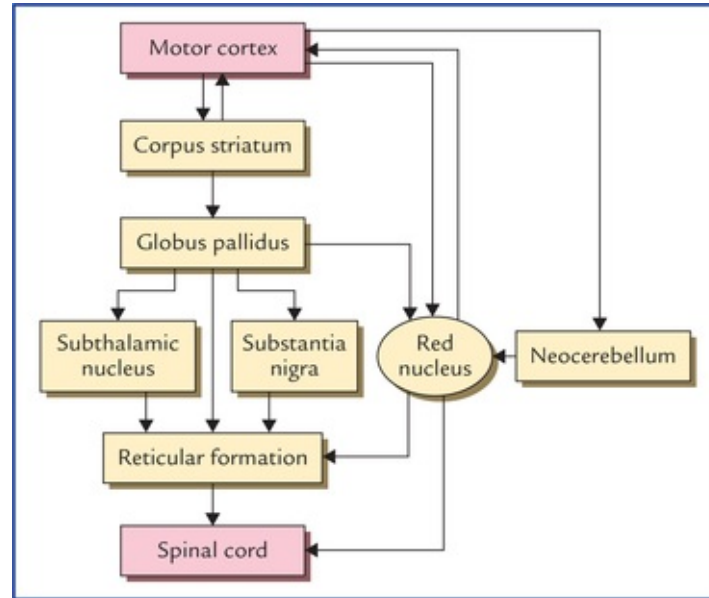 Motor cortex
Corpus striatum
Globus pallidus
Subthalamic
nucleus
Substantia
nigra
Red
nucleus
Neocerebellum
Reticular formation
Spinal cord